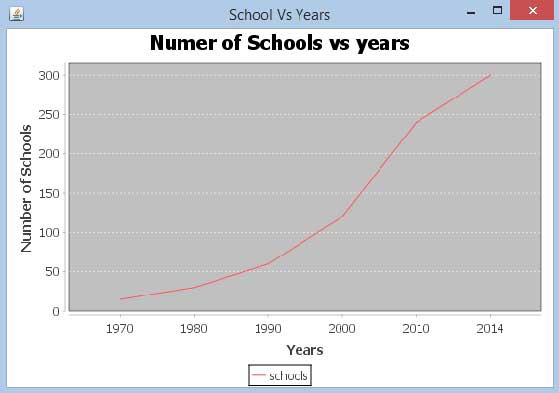 School Vs Years
Numer of Schools vs years
Number of Schools
300
250
200
150
100
50
0
1970 1980 1990 2000 2010 2014
Years
schools